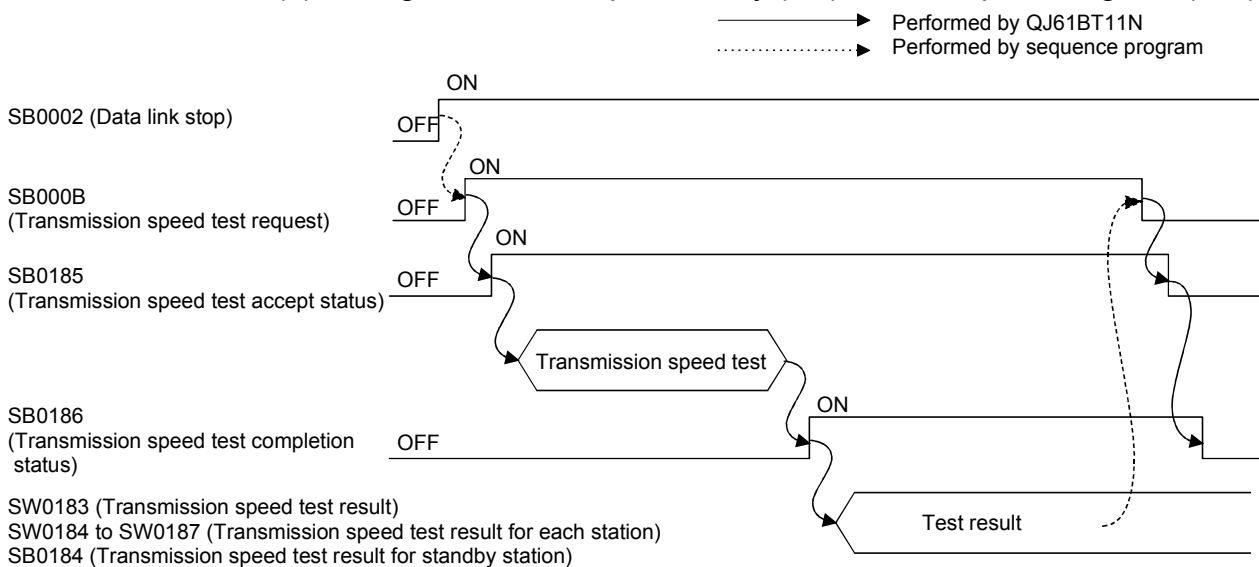 Performed by QJ61BT11N
Performed by sequence program
ON
SB0002 (Data link stop)
OFF
ON
SB000B
(Transmission speed test request)
OFF
ON
SB0185
(Transmission speed test accept status)
OFF
Transmission speed test
ON
SB0186
(Transmission speed test completion
status)
OFF
SW0183 (Transmission speed test result)
SW0184 to SW0187 (Transmission speed test result for each station)
SB0184 (Transmission speed test result for standby station)
Test result